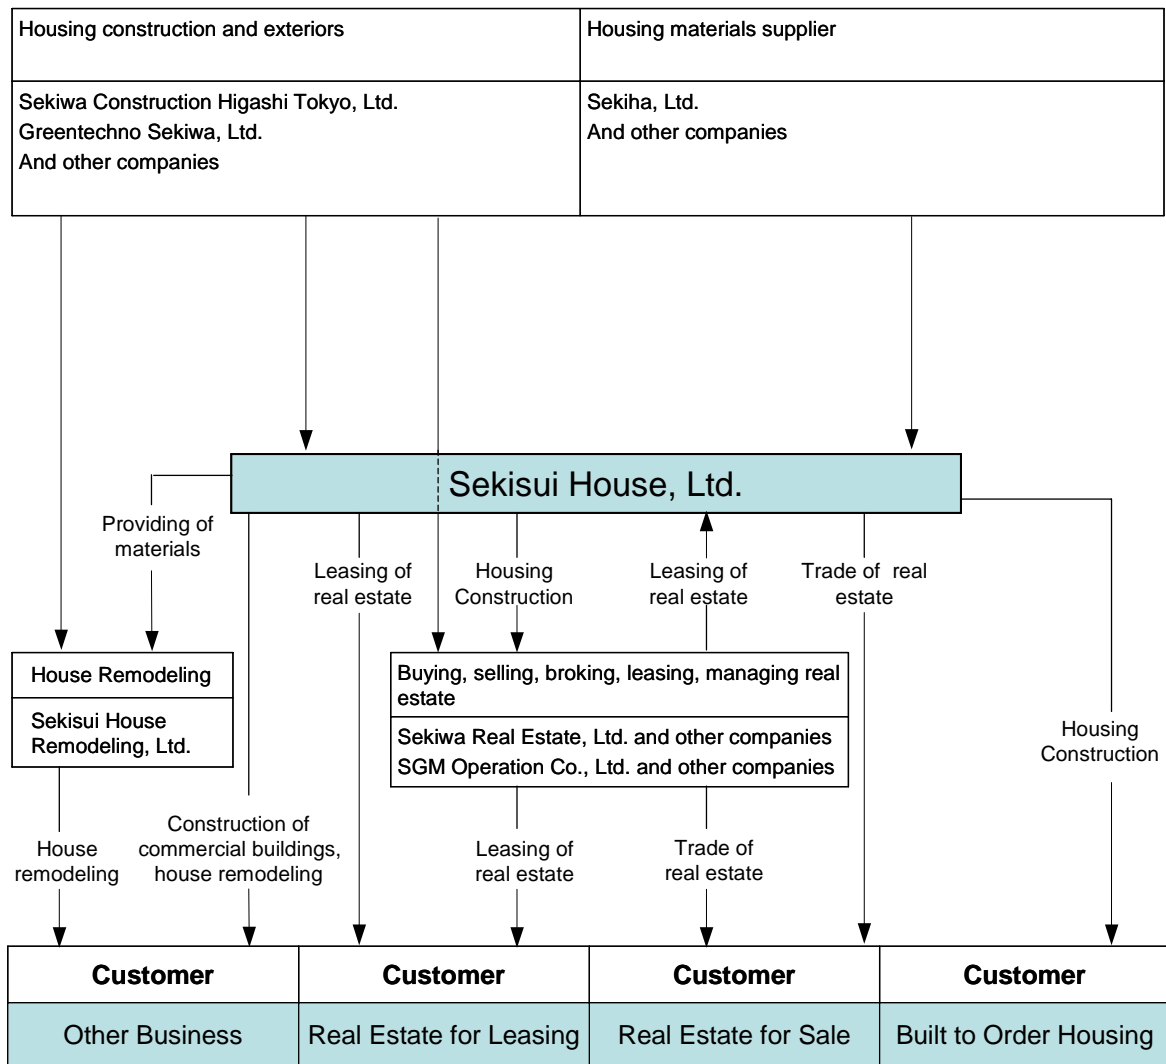 Housing construction and exteriors
Housing materials supplier
Sekiwa Construction Higashi Tokyo, Ltd.
Greentechno Sekiwa, Ltd.
And other companies
Sekiha, Ltd.
And other companies
Sekisui House, Ltd.
Providing of
materials
Leasing of
real estate
Housing
Construction
Leasing of
real estate
Trade of real
estate
House Remodeling
Sekisui House
Remodeling, Ltd.
Buying, selling, broking, leasing, managing real
estate
Sekiwa Real Estate, Ltd. and other companies
SGM Operation Co., Ltd. and other companies
Housing
Construction
House
remodeling
Construction of
commercial buildings,
house remodeling
Leasing of
real estate
Trade of
real estate
Customer
Customer
Customer
Customer
Other Business
Real Estate for Leasing
Real Estate for Sale
Built to Order Housing